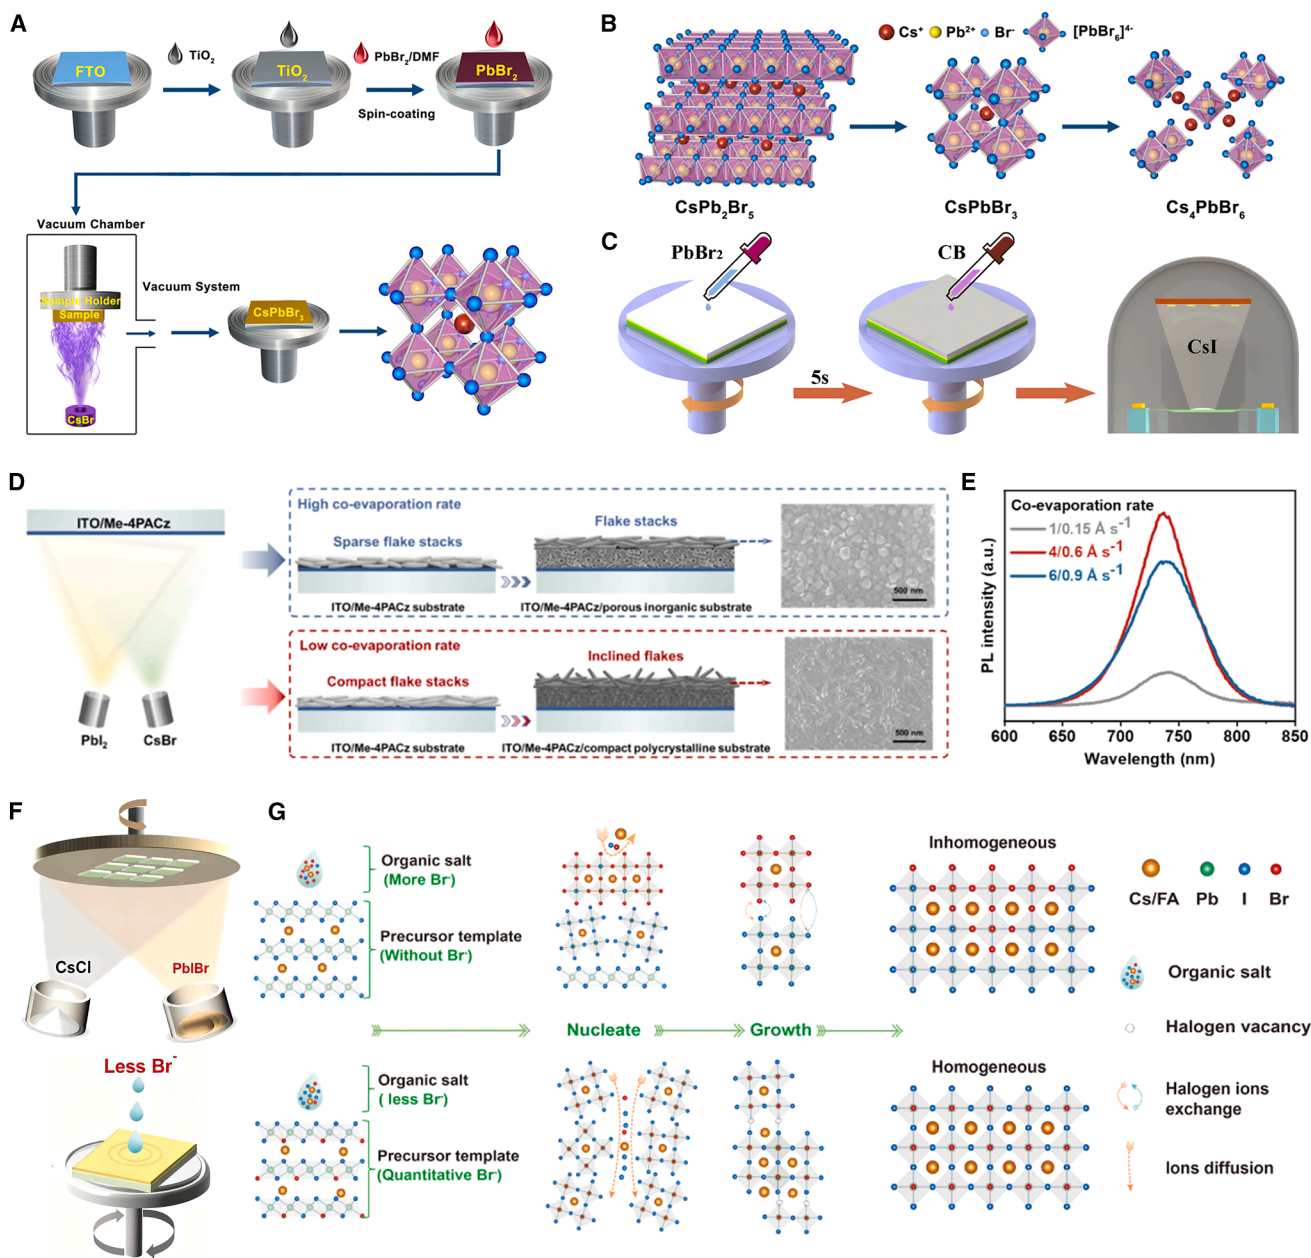 A
FTO
TiO2
TiO2
PbBr2/DMF
Spin-coating
PbBr2
Vacuum Chamber
Sample Holder
Sample
CsBr
Vacuum System
CsPbBr3
B
Cs+
Pb2+
Br-
[PbBr6]4-
CsPb2Br5
CsPbBr3
Cs4PbBr6
C
PbBr2
5s
CB
CsI
D
ITO/Me-4PACz
PbI2
CsBr
High co-evaporation rate
Sparse flake stacks
Flake stacks
ITO/Me-4PACz substrate
ITO/Me-4PACz/porous inorganic substrate
500 nm
Low co-evaporation rate
Compact flake stacks
Inclined flakes
ITO/Me-4PACz substrate
ITO/Me-4PACz/compact polycrystalline substrate
500 nm
E
Co-evaporation rate
1/0.15 Å s-1
4/0.6 Å s-1
6/0.9 Å s-1
PL intensity (a.u.)
600 650 700 750 800 850
Wavelength (nm)
F
CsCl
PbIBr
Less Br-
G
Organic salt
(More Br-)
Precursor template
(Without Br-)
Nucleate
Growth
Inhomogeneous
Organic salt
( less Br-)
Precursor template
(Quantitative Br-)
Homogeneous
Cs/FA Pb I Br
Organic salt
Halogen vacancy
Halogen ions
exchange
Ions diffusion